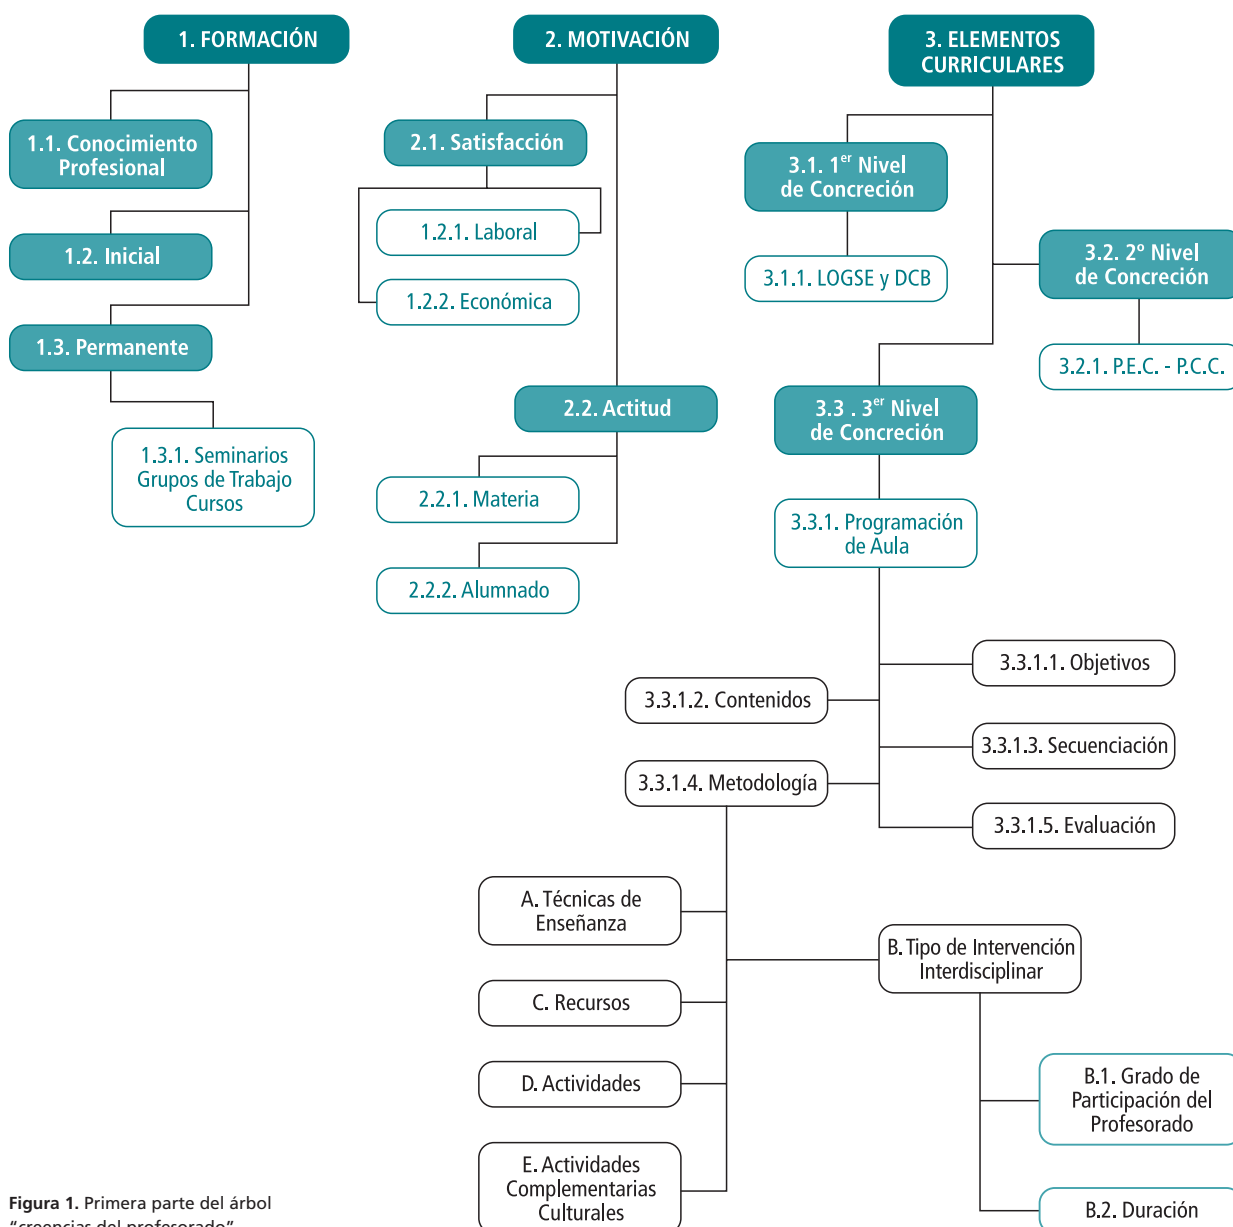 1. FORMACIÓN
1.1. Conocimiento
Profesional
1.2. Inicial
1.3. Permanente
1.3.1. Seminarios
Grupos de Trabajo
Cursos
2. MOTIVACIÓN
2.1. Satisfacción
1.2.1. Laboral
1.2.2. Económica
2.2. Actitud
2.2.1. Materia
2.2.2. Alumnado
3. ELEMENTOS
CURRICULARES
3.1. 1er Nivel
de Concreción
3.1.1. LOGSE y DCB
3.2. 2º Nivel
de Concreción
3.2.1. P.E.C. - P.C.C.
3.3 . 3er Nivel
de Concreción
3.3.1. Programación
de Aula
3.3.1.1. Objetivos
3.3.1.2. Contenidos
3.3.1.3. Secuenciación
3.3.1.4. Metodología
3.3.1.5. Evaluación
A. Técnicas de
Enseñanza
B. Tipo de Intervención
Interdisciplinar
C. Recursos
D. Actividades
B.1. Grado de
Participación del
Profesorado
E. Actividades
Complementarias
Culturales
B.2. Duración
Figura 1. Primera parte del árbol
"creencias del profesorado"